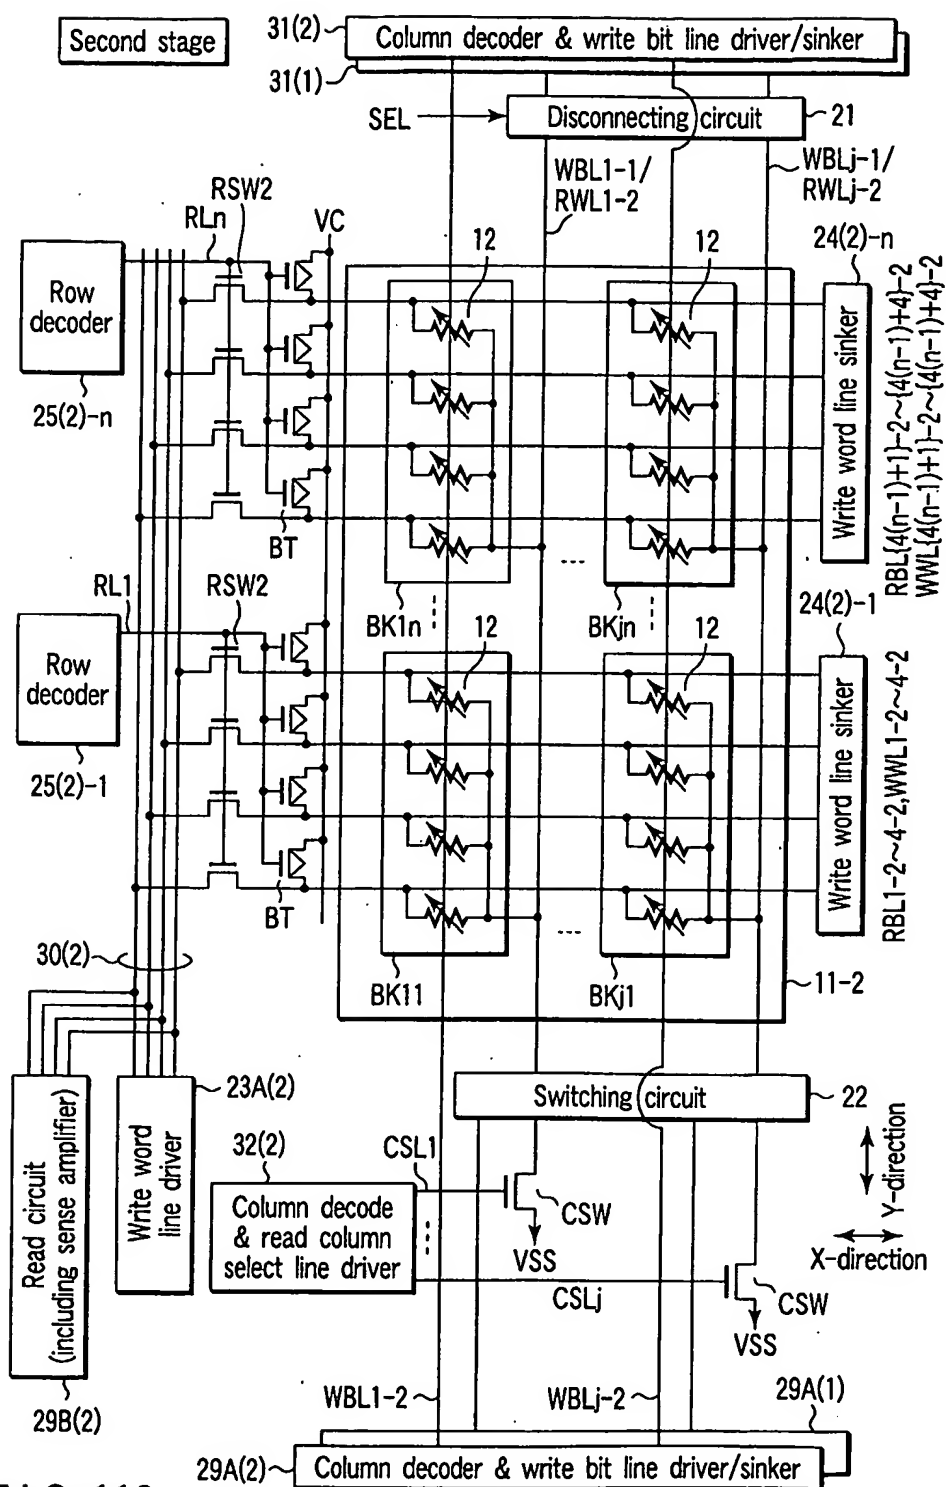 Second stage
31(2)
Column decoder & write bit line driver/sinker
31(1)
SEL
Disconnecting circuit
21
WBL1-1/
RWL1-2
WBLj-1/
RWLj-2
RSW2
RLn
VC
12
12
24(2)-n
Row
decoder
25(2)-n
BT
Write word line sinker
RBL{4(n-1)+1}-2~{4(n-1)+4}-2
WWL{4(n-1)+1}-2~{4(n-1)+4}-2
BK1n
BKjn
RL1
RSW2
12
12
24(2)-1
Row
decoder
25(2)-1
BT
Write word line sinker
RBL1-2~4-2,WWL1-2~4-2
30(2)
BK11
BKj1
11-2
Read circuit
(including sense amplifier)
29B(2)
Write word
line driver
23A(2)
Switching circuit
22
Y-direction
X-direction
32(2)
Column decode
& read column
select line driver
CSL1
CSW
VSS
CSLj
CSW
VSS
WBL1-2
WBLj-2
29A(1)
29A(2)
Column decoder & write bit line driver/sinker